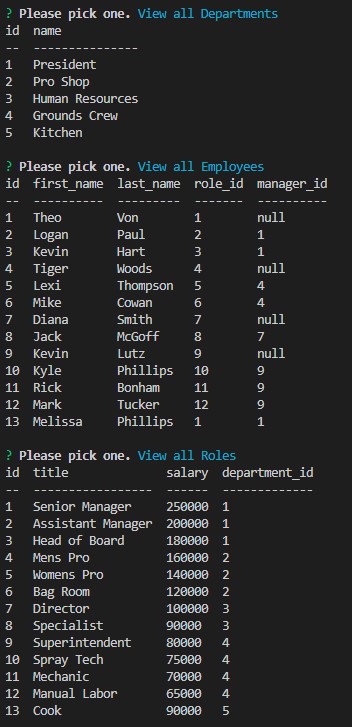 ? Please pick one. View all Departments
id  name
--  ---------------
1   President
2   Pro Shop
3   Human Resources
4   Grounds Crew
5   Kitchen
? Please pick one. View all Employees
id  first_name  last_name  role_id  manager_id
--  ----------  ---------  -------  ----------
1   Theo        Von        1        null
2   Logan       Paul       2        1
3   Kevin       Hart       3        1
4   Tiger       Woods      4        null
5   Lexi        Thompson   5        4
6   Mike        Cowan      6        4
7   Diana       Smith      7        null
8   Jack        McGoff     8        7
9   Kevin       Lutz       9        null
10  Kyle        Phillips   10       9
11  Rick        Bonham     11       9
12  Mark        Tucker     12       9
13  Melissa     Phillips   1        1
? Please pick one. View all Roles
id  title              salary  department_id
--  -----------------  ------  -------------
1   Senior Manager     250000  1
2   Assistant Manager  200000  1
3   Head of Board      180000  1
4   Mens Pro           160000  2
5   Womens Pro         140000  2
6   Bag Room           120000  2
7   Director           100000  3
8   Specialist         90000   3
9   Superintendent     80000   4
10  Spray Tech         75000   4
11  Mechanic           70000   4
12  Manual Labor       65000   4
13  Cook               90000   5